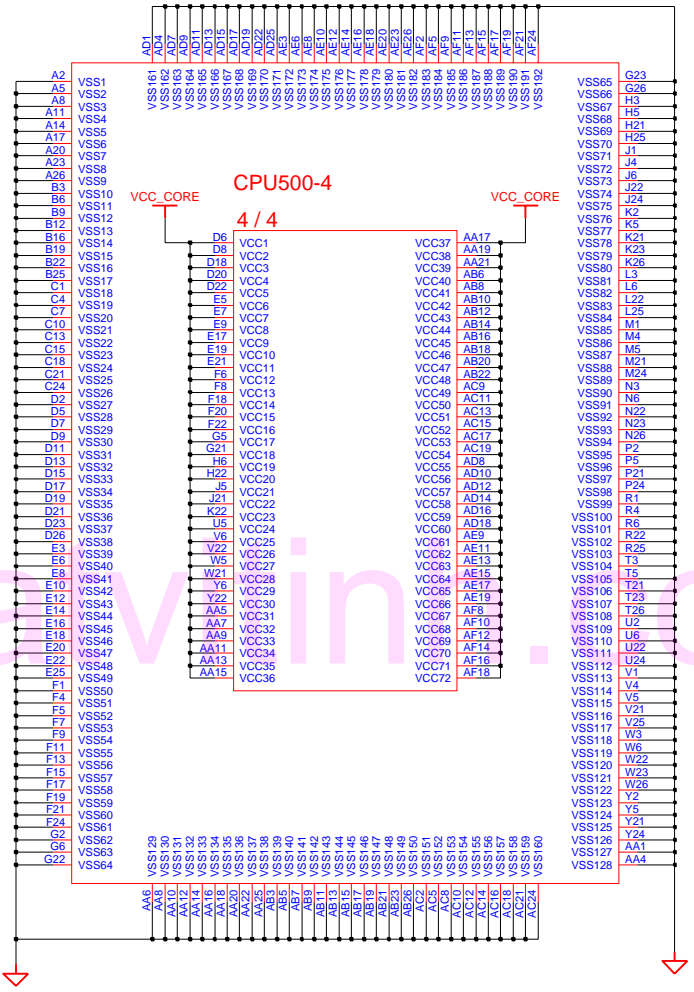 AD1 VSS161
AD4 VSS162
AD7 VSS163
AD9 VSS164
AD11 VSS165
AD13 VSS166
AD15 VSS167
AD17 VSS168
AD19 VSS169
AD22 VSS170
AD25 VSS171
AE3 VSS172
AE6 VSS173
AE8 VSS174
AE10 VSS175
AE12 VSS176
AE14 VSS177
AE16 VSS178
AE18 VSS179
AE20 VSS180
AE23 VSS181
AE26 VSS182
AF2 VSS183
AF5 VSS184
AF9 VSS185
AF11 VSS186
AF13 VSS187
AF15 VSS188
AF17 VSS189
AF19 VSS190
AF21 VSS191
AF24 VSS192
A2 VSS1
A5 VSS2
A8 VSS3
A11 VSS4
A14 VSS5
A17 VSS6
A20 VSS7
A23 VSS8
A26 VSS9
B3 VSS10
B6 VSS11
B9 VSS12
B12 VSS13
B16 VSS14
B19 VSS15
B22 VSS16
B25 VSS17
C1 VSS18
C4 VSS19
C7 VSS20
C10 VSS21
C13 VSS22
C15 VSS23
C18 VSS24
C21 VSS25
C24 VSS26
D2 VSS27
D5 VSS28
D7 VSS29
D9 VSS30
D11 VSS31
D13 VSS32
D15 VSS33
D17 VSS34
D19 VSS35
D21 VSS36
D23 VSS37
D26 VSS38
E3 VSS39
E6 VSS40
E8 VSS41
E10 VSS42
E12 VSS43
E14 VSS44
E16 VSS45
E18 VSS46
E20 VSS47
E22 VSS48
E25 VSS49
F1 VSS50
F4 VSS51
F5 VSS52
F7 VSS53
F9 VSS54
F11 VSS55
F13 VSS56
F15 VSS57
F17 VSS58
F19 VSS59
F21 VSS60
F24 VSS61
G2 VSS62
G6 VSS63
G22 VSS64
CPU500-4
4 / 4
VCC_CORE
VCC_CORE
D6 VCC1
D8 VCC2
D18 VCC3
D20 VCC4
D22 VCC5
E5 VCC6
E7 VCC7
E9 VCC8
E17 VCC9
E19 VCC10
E21 VCC11
F6 VCC12
F8 VCC13
F18 VCC14
F20 VCC15
F22 VCC16
G5 VCC17
G21 VCC18
H6 VCC19
H22 VCC20
J5 VCC21
J21 VCC22
K22 VCC23
U5 VCC24
V6 VCC25
V22 VCC26
W5 VCC27
W21 VCC28
Y6 VCC29
Y22 VCC30
AA5 VCC31
AA7 VCC32
AA9 VCC33
AA11 VCC34
AA13 VCC35
AA15 VCC36
VCC37 AA17
VCC38 AA19
VCC39 AA21
VCC40 AB6
VCC41 AB8
VCC42 AB10
VCC43 AB12
VCC44 AB14
VCC45 AB16
VCC46 AB18
VCC47 AB20
VCC48 AB22
VCC49 AC9
VCC50 AC11
VCC51 AC13
VCC52 AC15
VCC53 AC17
VCC54 AC19
VCC55 AD8
VCC56 AD10
VCC57 AD12
VCC58 AD14
VCC59 AD16
VCC60 AD18
VCC61 AE9
VCC62 AE11
VCC63 AE13
VCC64 AE15
VCC65 AE17
VCC66 AE19
VCC67 AF8
VCC68 AF10
VCC69 AF12
VCC70 AF14
VCC71 AF16
VCC72 AF18
VSS65 G23
VSS66 G26
VSS67 H3
VSS68 H5
VSS69 H21
VSS70 H25
VSS71 J1
VSS72 J4
VSS73 J6
VSS74 J22
VSS75 J24
VSS76 K2
VSS77 K5
VSS78 K21
VSS79 K23
VSS80 K26
VSS81 L3
VSS82 L6
VSS83 L22
VSS84 L25
VSS85 M1
VSS86 M4
VSS87 M5
VSS88 M21
VSS89 M24
VSS90 N3
VSS91 N6
VSS92 N22
VSS93 N23
VSS94 N26
VSS95 P2
VSS96 P5
VSS97 P21
VSS98 P24
VSS99 R1
VSS100 R4
VSS101 R6
VSS102 R22
VSS103 R25
VSS104 T3
VSS105 T5
VSS106 T21
VSS107 T23
VSS108 T26
VSS109 U2
VSS110 U6
VSS111 U22
VSS112 U24
VSS113 V1
VSS114 V4
VSS115 V5
VSS116 V21
VSS117 V25
VSS118 W3
VSS119 W6
VSS120 W22
VSS121 W23
VSS122 W26
VSS123 Y2
VSS124 Y5
VSS125 Y21
VSS126 Y24
VSS127 AA1
VSS128 AA4
alvitinh.co
VSS129 AA6
VSS130 AA8
VSS131 AA10
VSS132 AA12
VSS133 AA14
VSS134 AA16
VSS135 AA18
VSS136 AA20
VSS137 AA22
VSS138 AA25
VSS139 AB3
VSS140 AB5
VSS141 AB7
VSS142 AB9
VSS143 AB11
VSS144 AB13
VSS145 AB15
VSS146 AB17
VSS147 AB19
VSS148 AB21
VSS149 AB23
VSS150 AB26
VSS151 AC2
VSS152 AC5
VSS153 AC8
VSS154 AC10
VSS155 AC12
VSS156 AC14
VSS157 AC16
VSS158 AC18
VSS159 AC21
VSS160 AC24